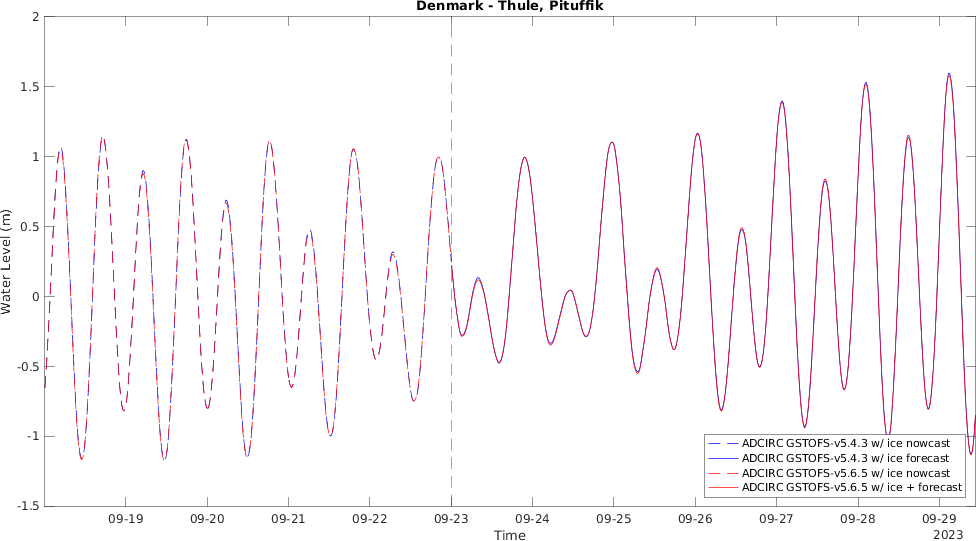 Denmark - Thule, Pituffik
2
1.5
1
0.5
0
-0.5
-1
-1.5
Water Level (m)
09-19 09-20 09-21 09-22 09-23 09-24 09-25 09-26 09-27 09-28 09-29
Time
2023
ADCIRC GSTOFS-v5.4.3 w/ ice nowcast
ADCIRC GSTOFS-v5.4.3 w/ ice forecast
ADCIRC GSTOFS-v5.6.5 w/ ice nowcast
ADCIRC GSTOFS-v5.6.5 w/ ice + forecast